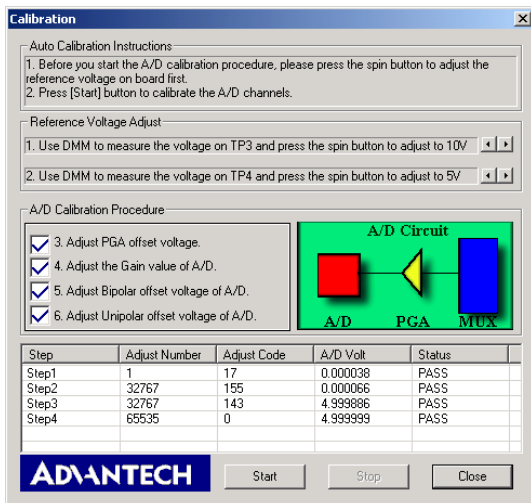 Calibration
Auto Calibration Instructions
1. Before you start the A/D calibration procedure, please press the spin button to adjust the
reference voltage on board first.
2. Press [Start] button to calibrate the A/D channels.
Reference Voltage Adjust
1. Use DMM to measure the voltage on TP3 and press the spin button to adjust to 10V
2. Use DMM to measure the voltage on TP4 and press the spin button to adjust to 5V
A/D Calibration Procedure
3. Adjust PGA offset voltage.
4. Adjust the Gain value of A/D.
5. Adjust Bipolar offset voltage of A/D.
6. Adjust Unipolar offset voltage of A/D.
A/D Circuit
A/D PGA MUX
Step Adjust Number Adjust Code A/D Volt Status
Step1 1 17 0.000038 PASS
Step2 32767 155 0.000066 PASS
Step3 32767 143 4.999886 PASS
Step4 65535 0 4.999999 PASS
ADVANTECH Start Stop Close